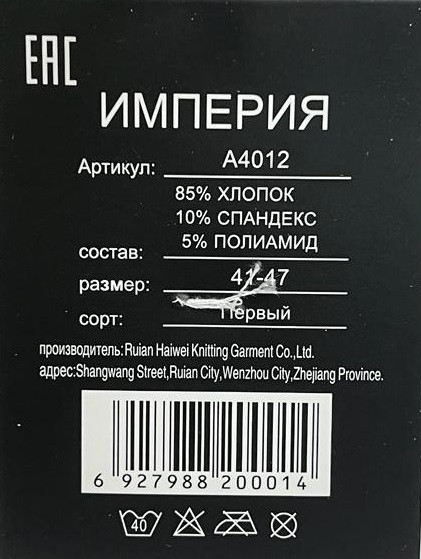 EAC
ИМПЕРИЯ
Артикул: А4012
85% ХЛОПОК
10% СПАНДЕКС
состав: 5% ПОЛИАМИД
размер: 41-47
сорт: Первый
производитель:Ruian Haiwei Knitting Garment Co.,Ltd.
адрес:Shangwang Street,Ruian City,Wenzhou City,Zhejiang Province.
6 927988 200014
40